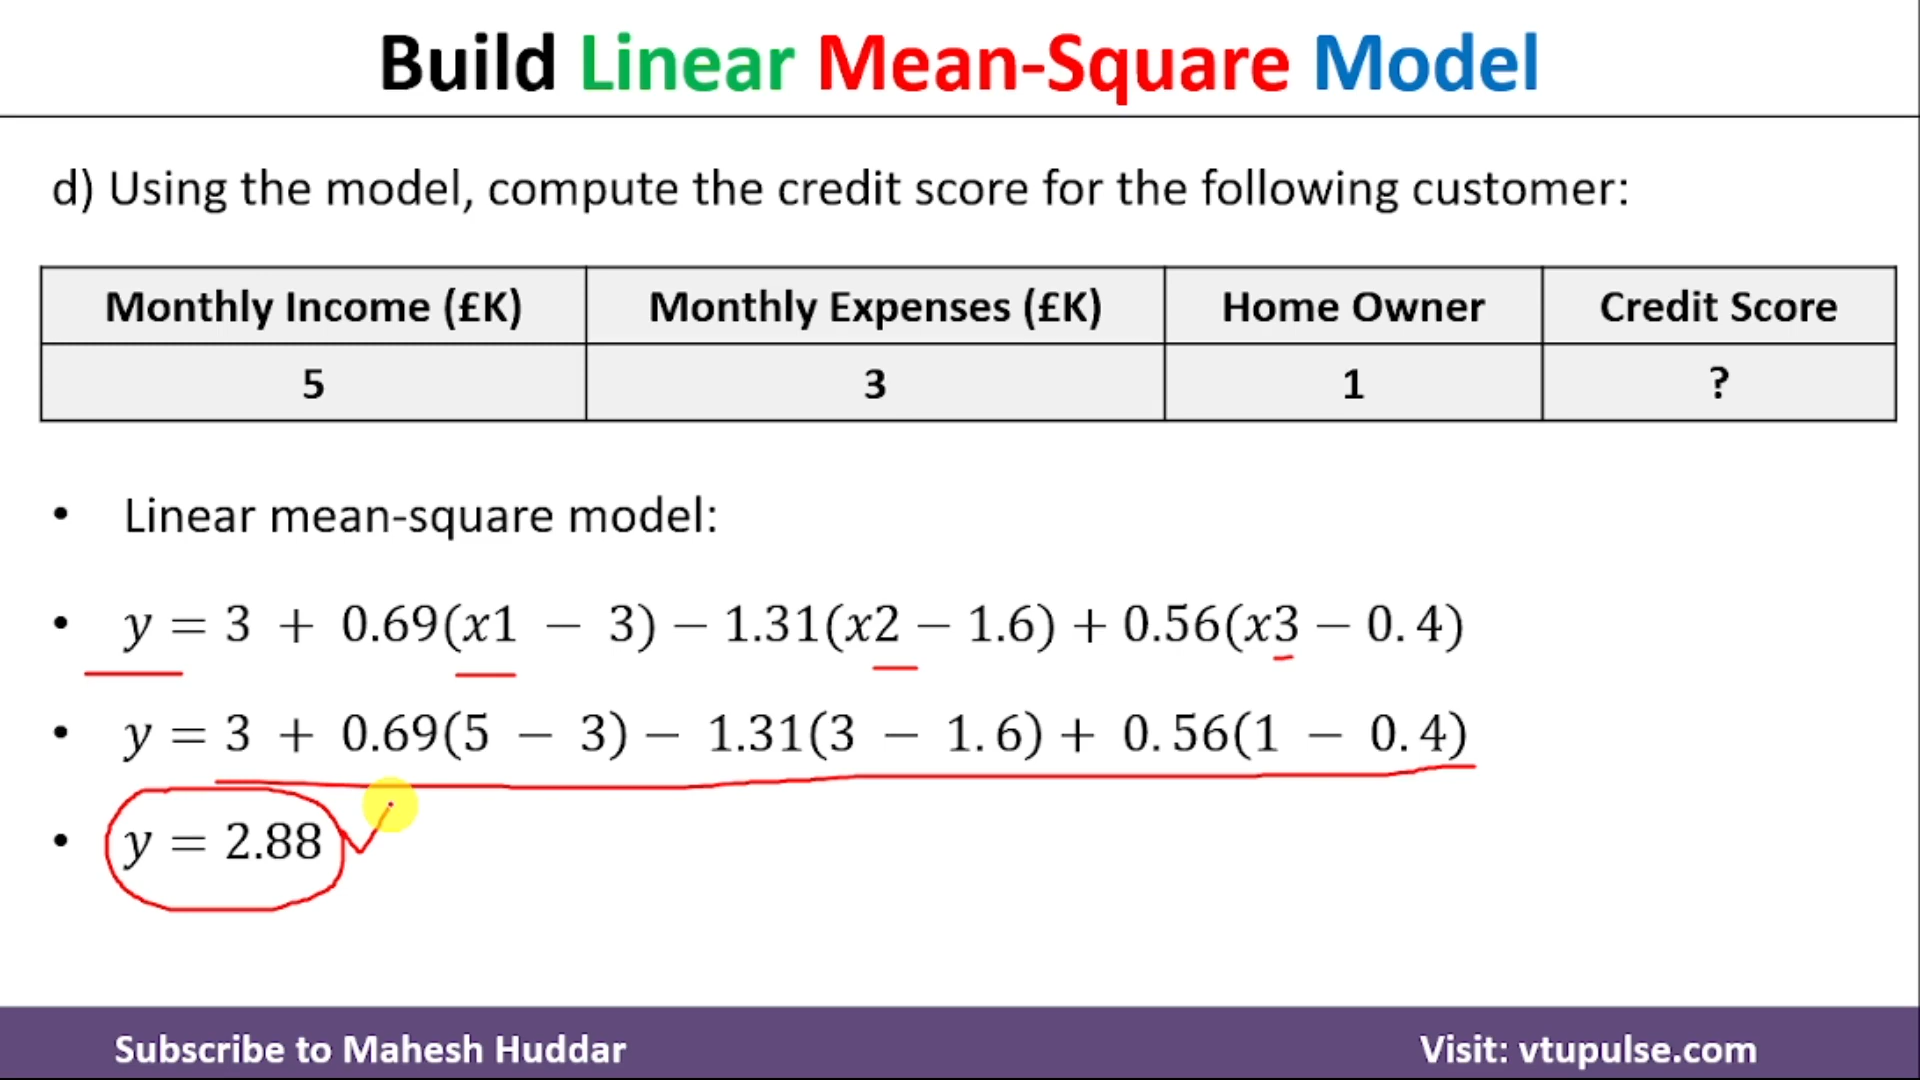 Build Linear Mean-Square Model
d) Using the model, compute the credit score for the following customer:
Monthly Income (£K) Monthly Expenses (£K) Home Owner Credit Score
5 3 1 ?
• Linear mean-square model:
• y = 3 + 0.69(x1 − 3) − 1.31(x2 − 1.6) + 0.56(x3 − 0.4)
• y = 3 + 0.69(5 − 3) − 1.31(3 − 1.6) + 0.56(1 − 0.4)
• y = 2.88
Subscribe to Mahesh Huddar Visit: vtupulse.com